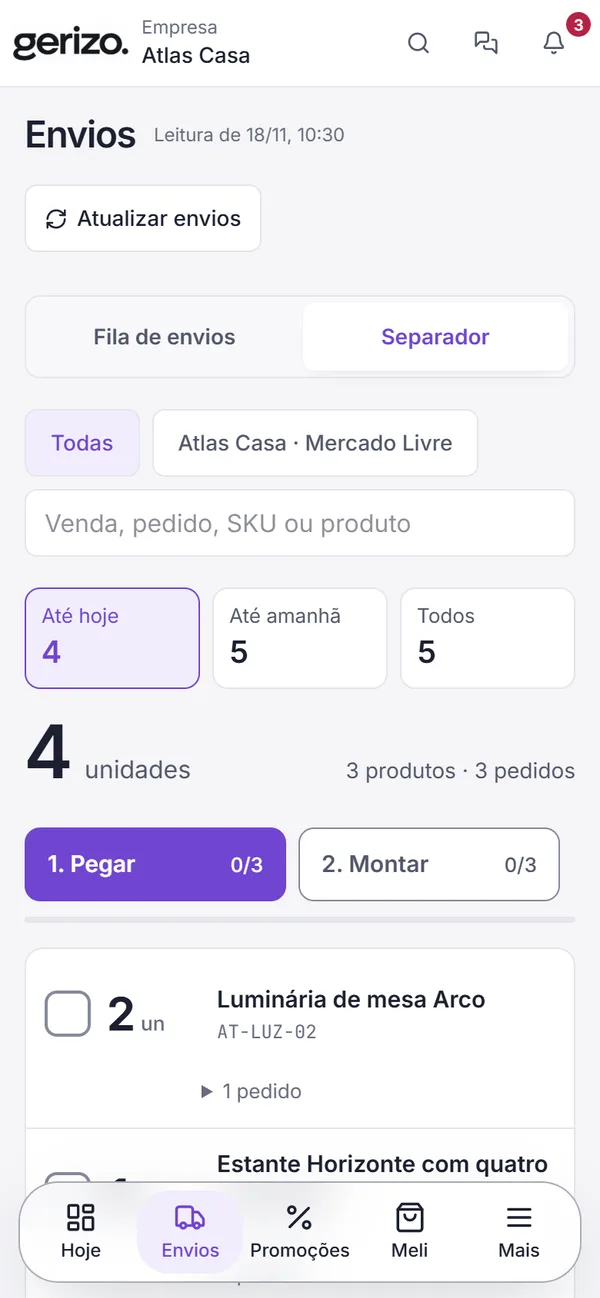 gerizo.
Empresa
Atlas Casa
3
Envios
Leitura de 18/11, 10:30
Atualizar envios
Fila de envios
Separador
Todas
Atlas Casa · Mercado Livre
Venda, pedido, SKU ou produto
Até hoje
4
Até amanhã
5
Todos
5
4 unidades
3 produtos · 3 pedidos
1. Pegar 0/3
2. Montar 0/3
2 un
Luminária de mesa Arco
AT-LUZ-02
1 pedido
Estante Horizonte com quatro
Hoje
Envios
Promoções
Meli
Mais